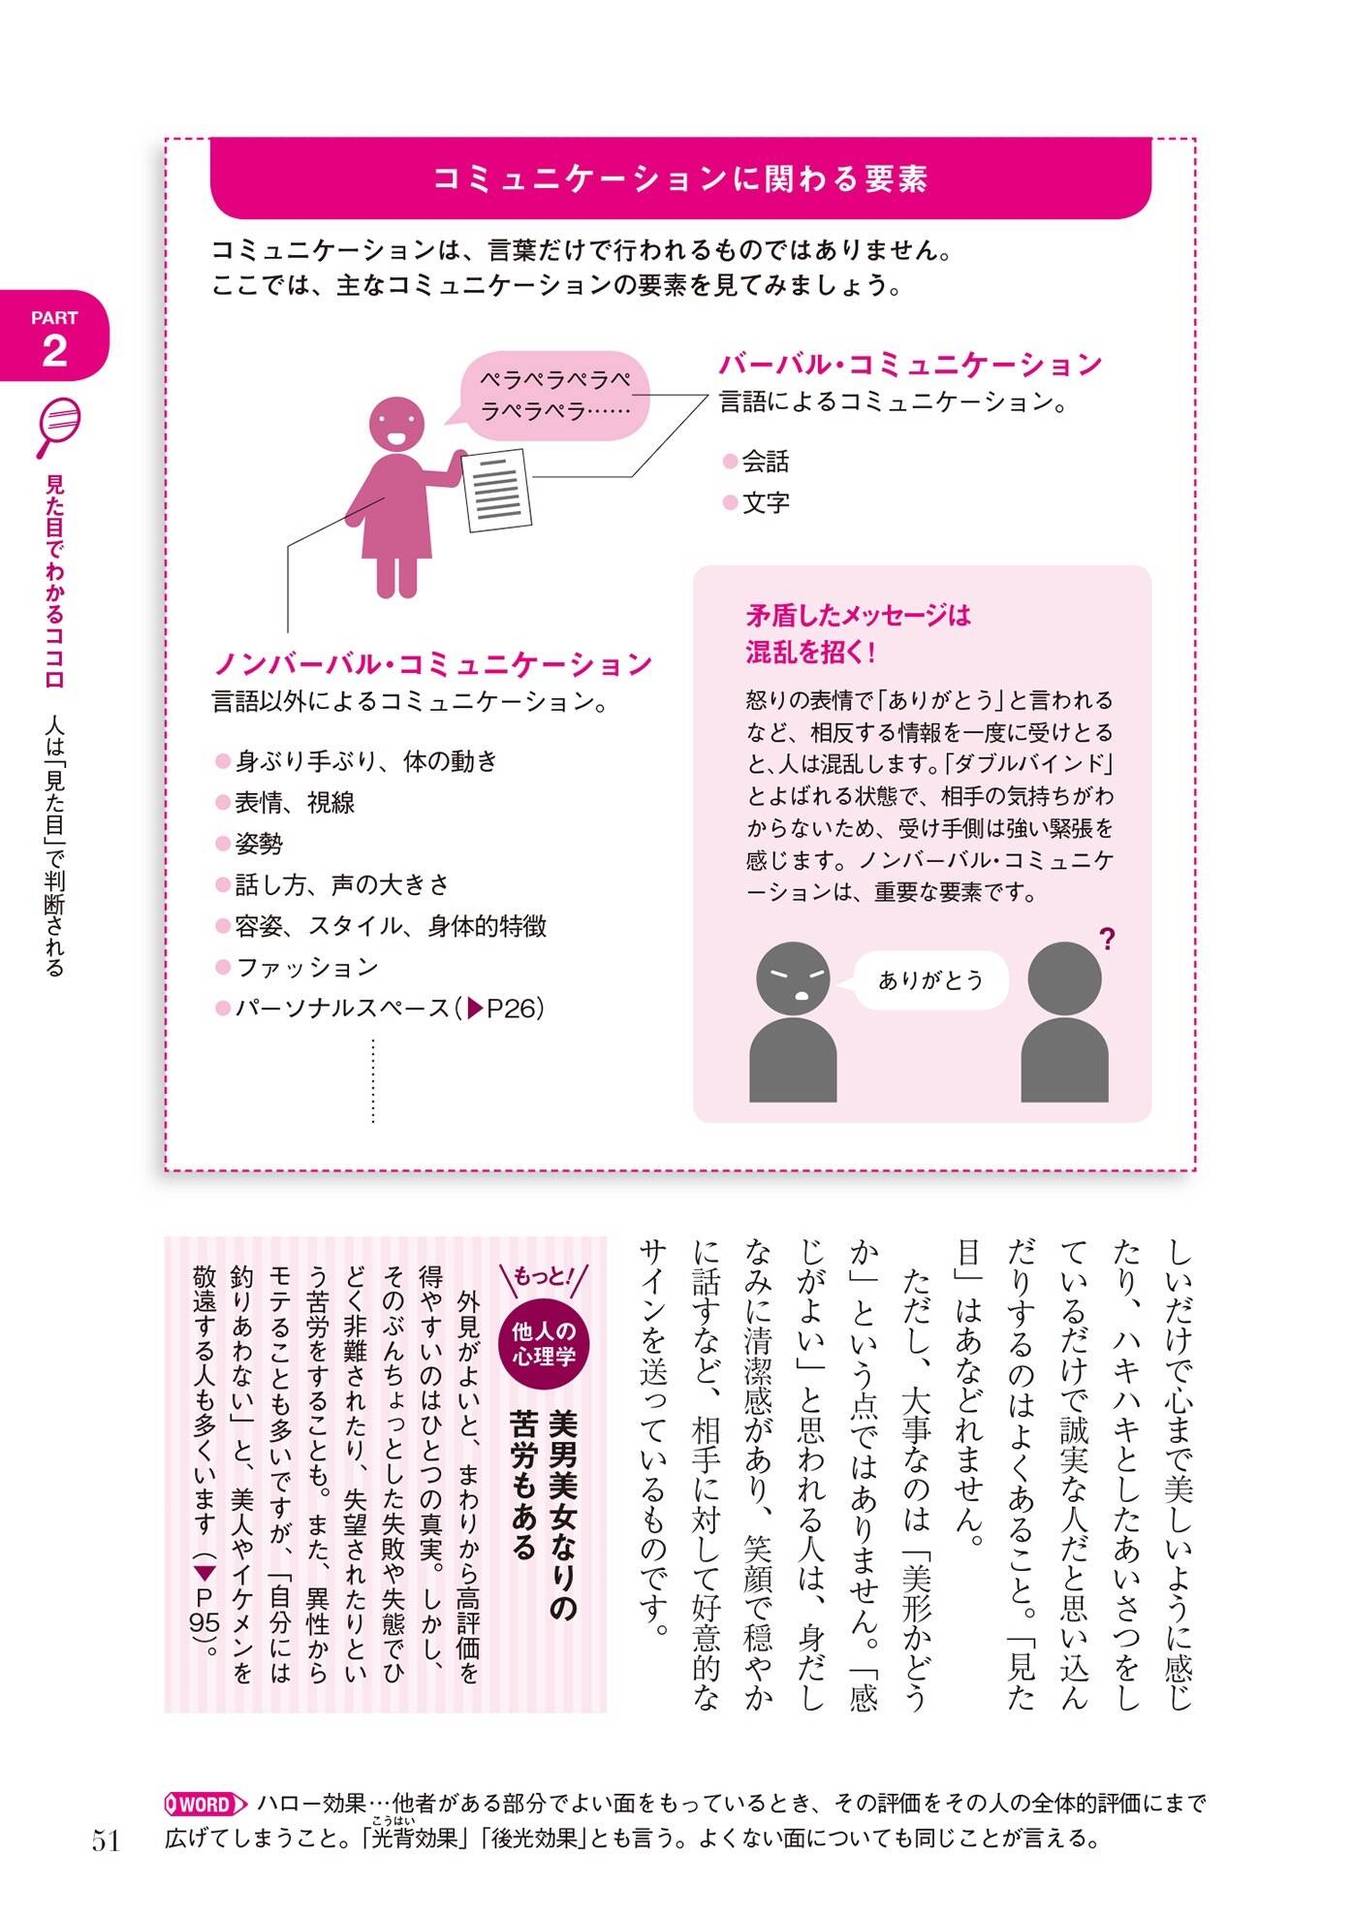 コミュニケーションに関わる要素
コミュニケーションは、言葉だけで行われるものではありません。
ここでは、主なコミュニケーションの要素を見てみましょう。
PART
2
見た目でわかるココロ 人は「見た目」で判断される
ペラペラペラペ
ラペラペラ……
バーバル・コミュニケーション
言語によるコミュニケーション。
●会話
●文字
ノンバーバル・コミュニケーション
言語以外によるコミュニケーション。
●身ぶり手ぶり、体の動き
●表情、視線
●姿勢
●話し方、声の大きさ
●容姿、スタイル、身体的特徴
●ファッション
●パーソナルスペース(▶P26)
矛盾したメッセージは
混乱を招く!
怒りの表情で「ありがとう」と言われる
など、相反する情報を一度に受けとる
と、人は混乱します。「ダブルバインド」
とよばれる状態で、相手の気持ちがわ
からないため、受け手側は強い緊張を
感じます。ノンバーバル・コミュニケ
ーションは、重要な要素です。
ありがとう
?
しいだけで心まで美しいように感じ
たり、ハキハキとしたあいさつをし
ているだけで誠実な人だと思い込ん
だりするのはよくあること。「見た
目」はあなどれません。
ただし、大事なのは「美形かどう
か」という点ではありません。「感
じがよい」と思われる人は、身だし
なみに清潔感があり、笑顔で穏やか
に話すなど、相手に対して好意的な
サインを送っているものです。
もっと!
他人の
心理学
美男美女なりの
苦労もある
外見がよいと、まわりから高評価を
得やすいのはひとつの真実。しかし、
そのぶんちょっとした失敗や失態でひ
どく非難されたり、失望されたりとい
う苦労をすることも。また、異性から
モテることも多いですが、「自分には
釣りあわない」と、美人やイケメンを
敬遠する人も多くいます(▶P95)。
WORD ハロー効果…他者がある部分でよい面をもっているとき、その評価をその人の全体的評価にまで
こうはい
広げてしまうこと。「光背効果」「後光効果」とも言う。よくない面についても同じことが言える。
51